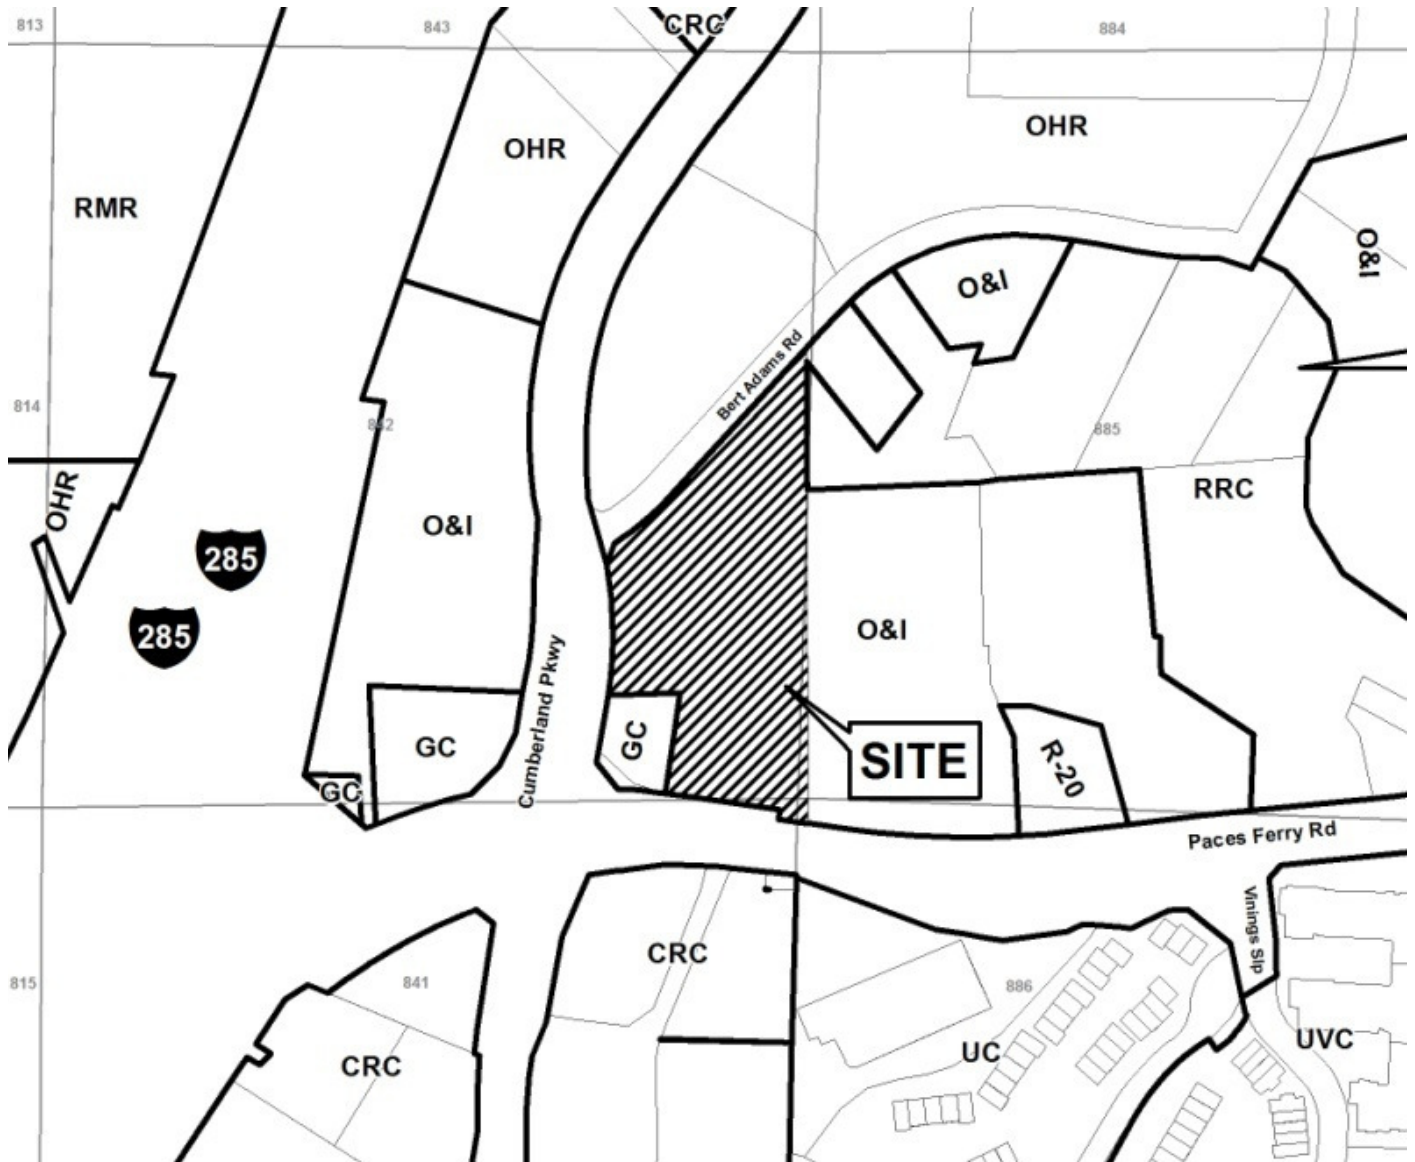 813
843
CRC
884
OHR
OHR
RMR
O&I
O&I
Bert Adams Rd
814
842
885
OHR
RRC
O&I
285
285
O&I
Cumberland Pkwy
GC
GC
GC
SITE
R-20
Paces Ferry Rd
Vinings Slp
CRC
815
841
886
CRC
UC
UVC